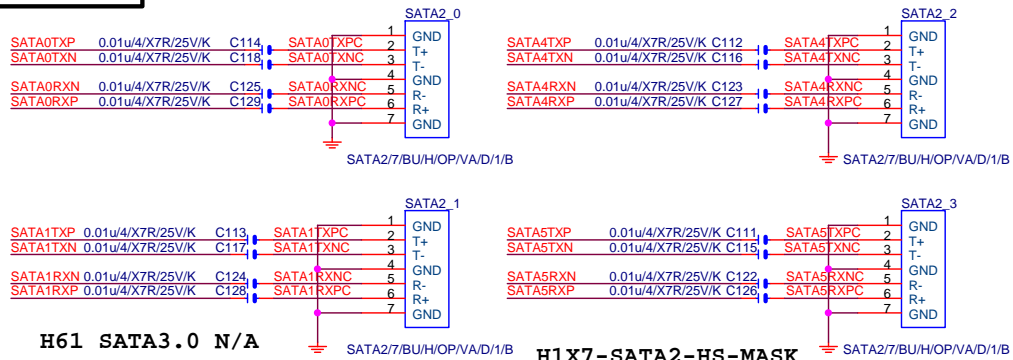 SATA2_0
1 GND
SATA0TXP 0.01u/4/X7R/25V/K C114 SATA0TXPC 2 T+
SATA0TXN C118 SATA0TXNC 3 T-
4 GND
SATA0RXN 0.01u/4/X7R/25V/K C125 SATA0RXNC 5 R-
SATA0RXP 0.01u/4/X7R/25V/K C129 SATA0RXPC 6 R+
7 GND
SATA2/7/BU/H/OP/VA/D/1/B
SATA2_2
1 GND
SATA4TXP 0.01u/4/X7R/25V/K C112 SATA4TXPC 2 T+
SATA4TXN 0.01u/4/X7R/25V/K C116 SATA4TXNC 3 T-
4 GND
SATA4RXN 0.01u/4/X7R/25V/K C123 SATA4RXNC 5 R-
SATA4RXP 0.01u/4/X7R/25V/K C127 SATA4RXPC 6 R+
7 GND
SATA2/7/BU/H/OP/VA/D/1/B
SATA2_1
1 GND
SATA1TXP 0.01u/4/X7R/25V/K C113 SATA1TXPC 2 T+
SATA1TXN 0.01u/4/X7R/25V/K C117 SATA1TXNC 3 T-
4 GND
SATA1RXN 0.01u/4/X7R/25V/K C124 SATA1RXNC 5 R-
SATA1RXP 0.01u/4/X7R/25V/K C128 SATA1RXPC 6 R+
7 GND
H61 SATA3.0 N/A
SATA2/7/BU/H/OP/VA/D/1/B
SATA2_3
1 GND
SATA5TXP 0.01u/4/X7R/25V/K C111 SATA5TXPC 2 T+
SATA5TXN 0.01u/4/X7R/25V/K C115 SATA5TXNC 3 T-
4 GND
SATA5RXN 0.01u/4/X7R/25V/K C122 SATA5RXNC 5 R-
SATA5RXP 0.01u/4/X7R/25V/K C126 SATA5RXPC 6 R+
7 GND
H1X7-SATA2-HS-MASK
SATA2/7/BU/H/OP/VA/D/1/B